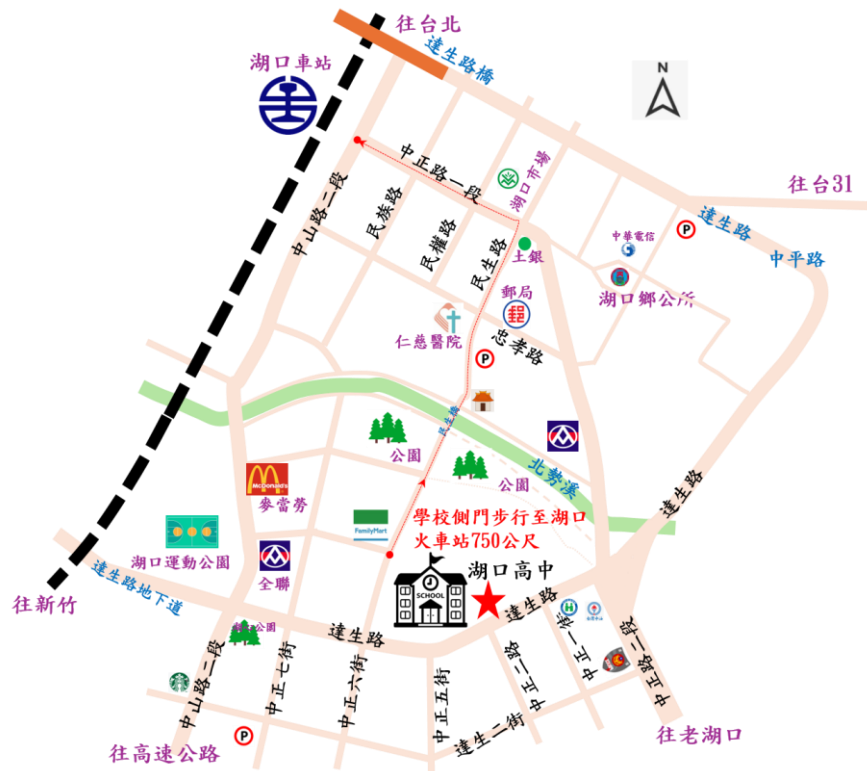 往台北
達生路橋
湖口車站
N
湖口市場
中正路一段
往台31
中山路二段
民族路
民權路
民生路
土銀
中華電信
P
達生路
中平路
郵局
郵
湖口鄉公所
仁慈醫院
忠孝路
P
民生橋
公園
公園
北勢溪
達生路
McDonald's
麥當勞
FamilyMart
學校側門步行至湖口
火車站750公尺
湖口運動公園
全聯
SCHOOL
湖口高中
達生路地下道
往新竹
公園
達生路
達生路
中山路二段
中正七街
中正六街
中正五街
中正二路
中正一街
中正路二段
達生二街
P
往高速公路
往老湖口